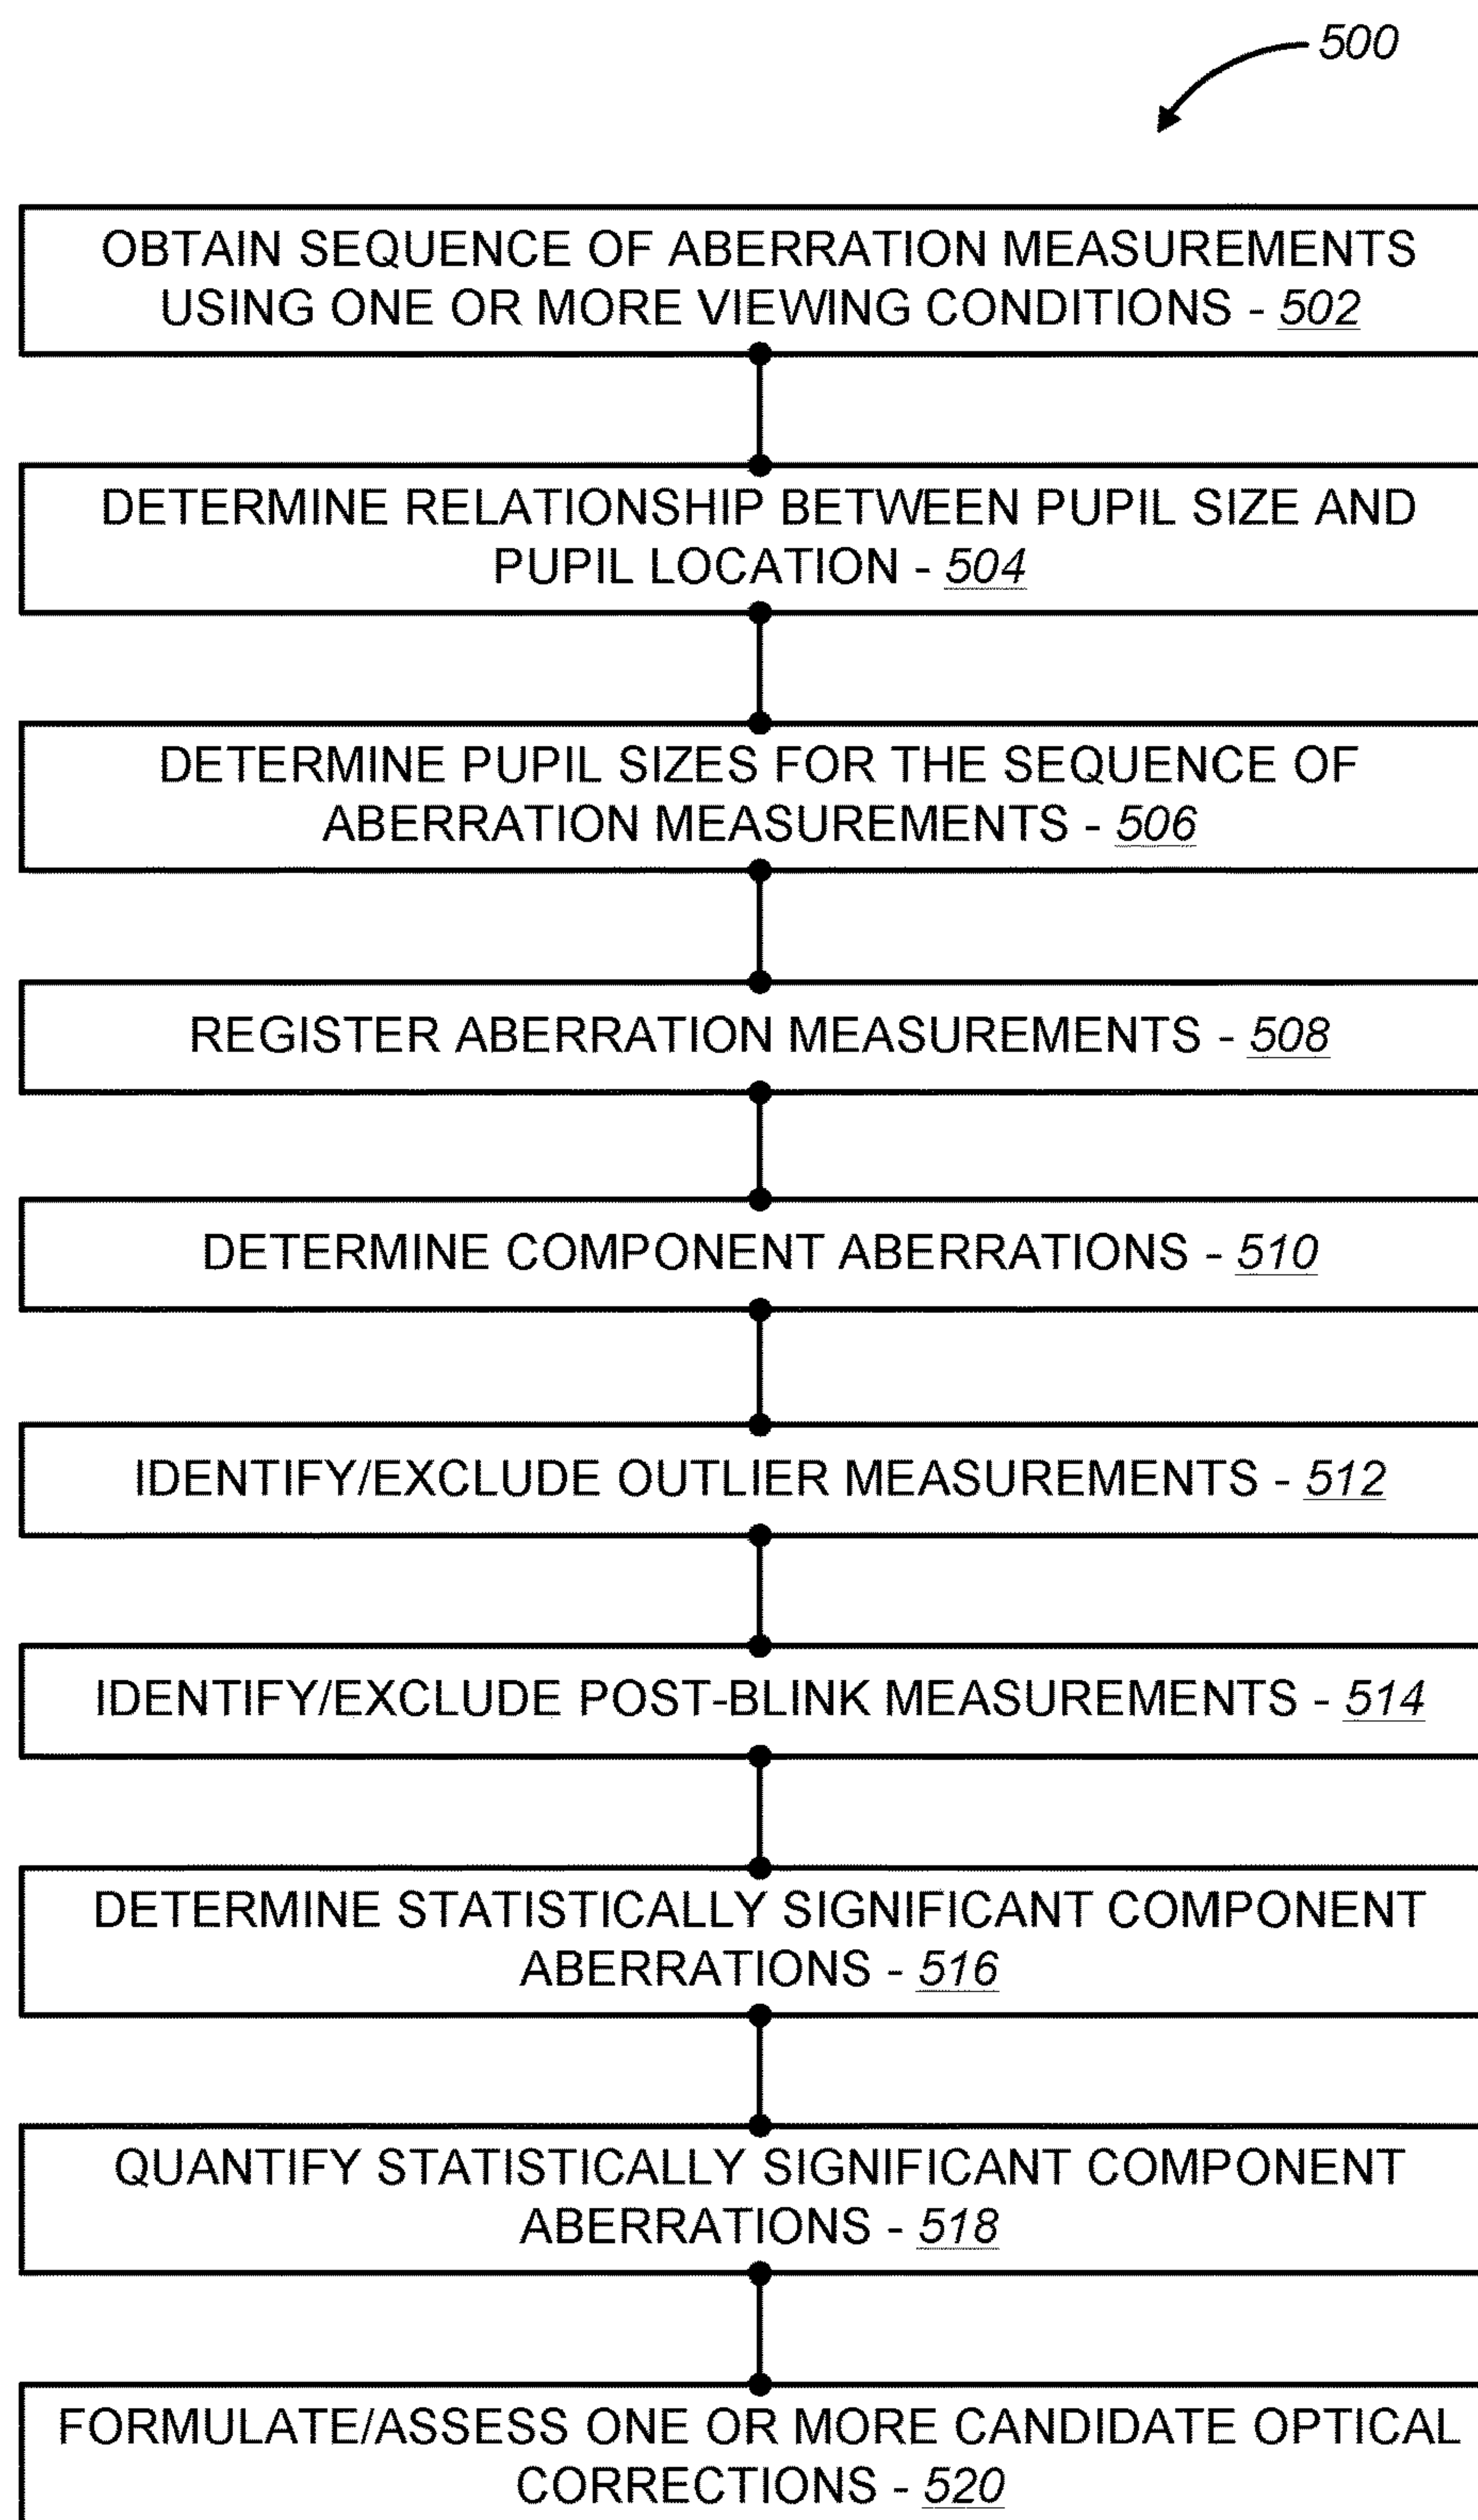 500
OBTAIN SEQUENCE OF ABERRATION MEASUREMENTS
USING ONE OR MORE VIEWING CONDITIONS - 502
DETERMINE RELATIONSHIP BETWEEN PUPIL SIZE AND
PUPIL LOCATION - 504
DETERMINE PUPIL SIZES FOR THE SEQUENCE OF
ABERRATION MEASUREMENTS - 506
REGISTER ABERRATION MEASUREMENTS - 508
DETERMINE COMPONENT ABERRATIONS - 510
IDENTIFY/EXCLUDE OUTLIER MEASUREMENTS - 512
IDENTIFY/EXCLUDE POST-BLINK MEASUREMENTS - 514
DETERMINE STATISTICALLY SIGNIFICANT COMPONENT
ABERRATIONS - 516
QUANTIFY STATISTICALLY SIGNIFICANT COMPONENT
ABERRATIONS - 518
FORMULATE/ASSESS ONE OR MORE CANDIDATE OPTICAL
CORRECTIONS - 520